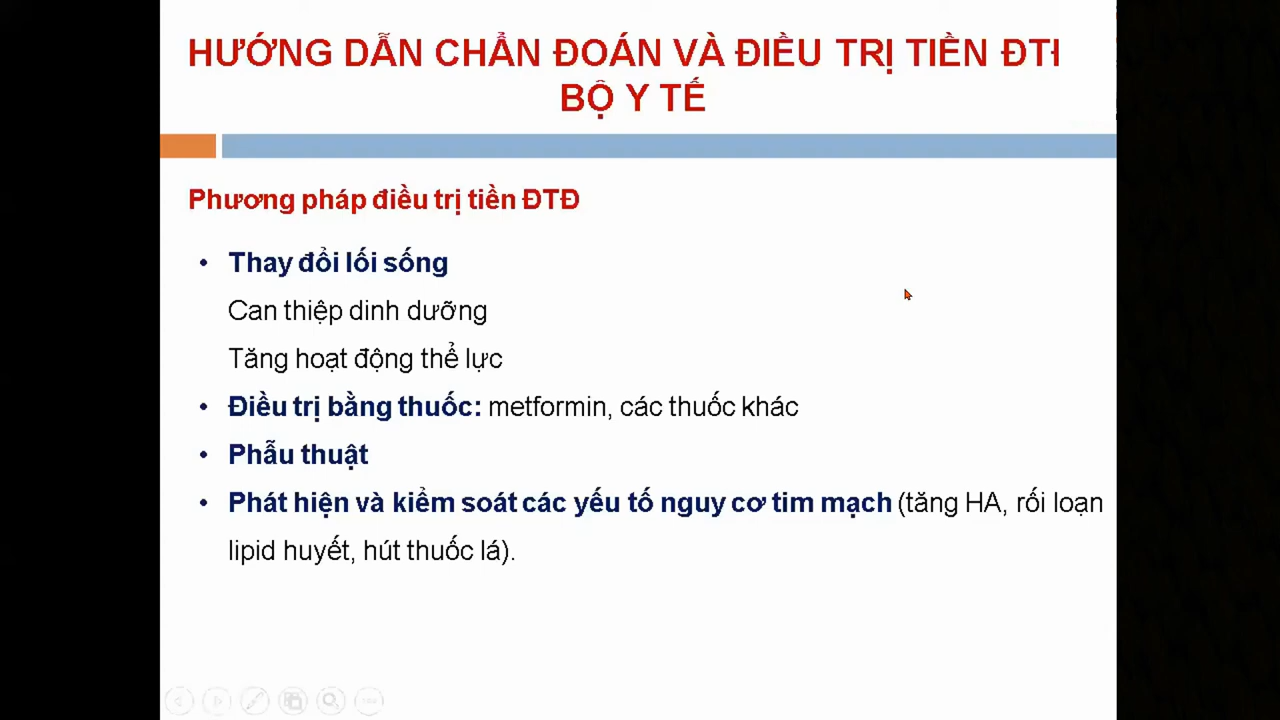 HƯỚNG DẪN CHẨN ĐOÁN VÀ ĐIỀU TRỊ TIỀN
BỘ Y TẾ
Phương pháp điều trị tiền ĐTĐ
• Thay đổi lối sống
Can thiệp dinh dưỡng
Tăng hoạt động thể lực
• Điều trị bằng thuốc: metformin, các thuốc khác
• Phẫu thuật
• Phát hiện và kiểm soát các yếu tố nguy cơ tim mạch (tăng HA, rối loạn
lipid huyết, hút thuốc lá).